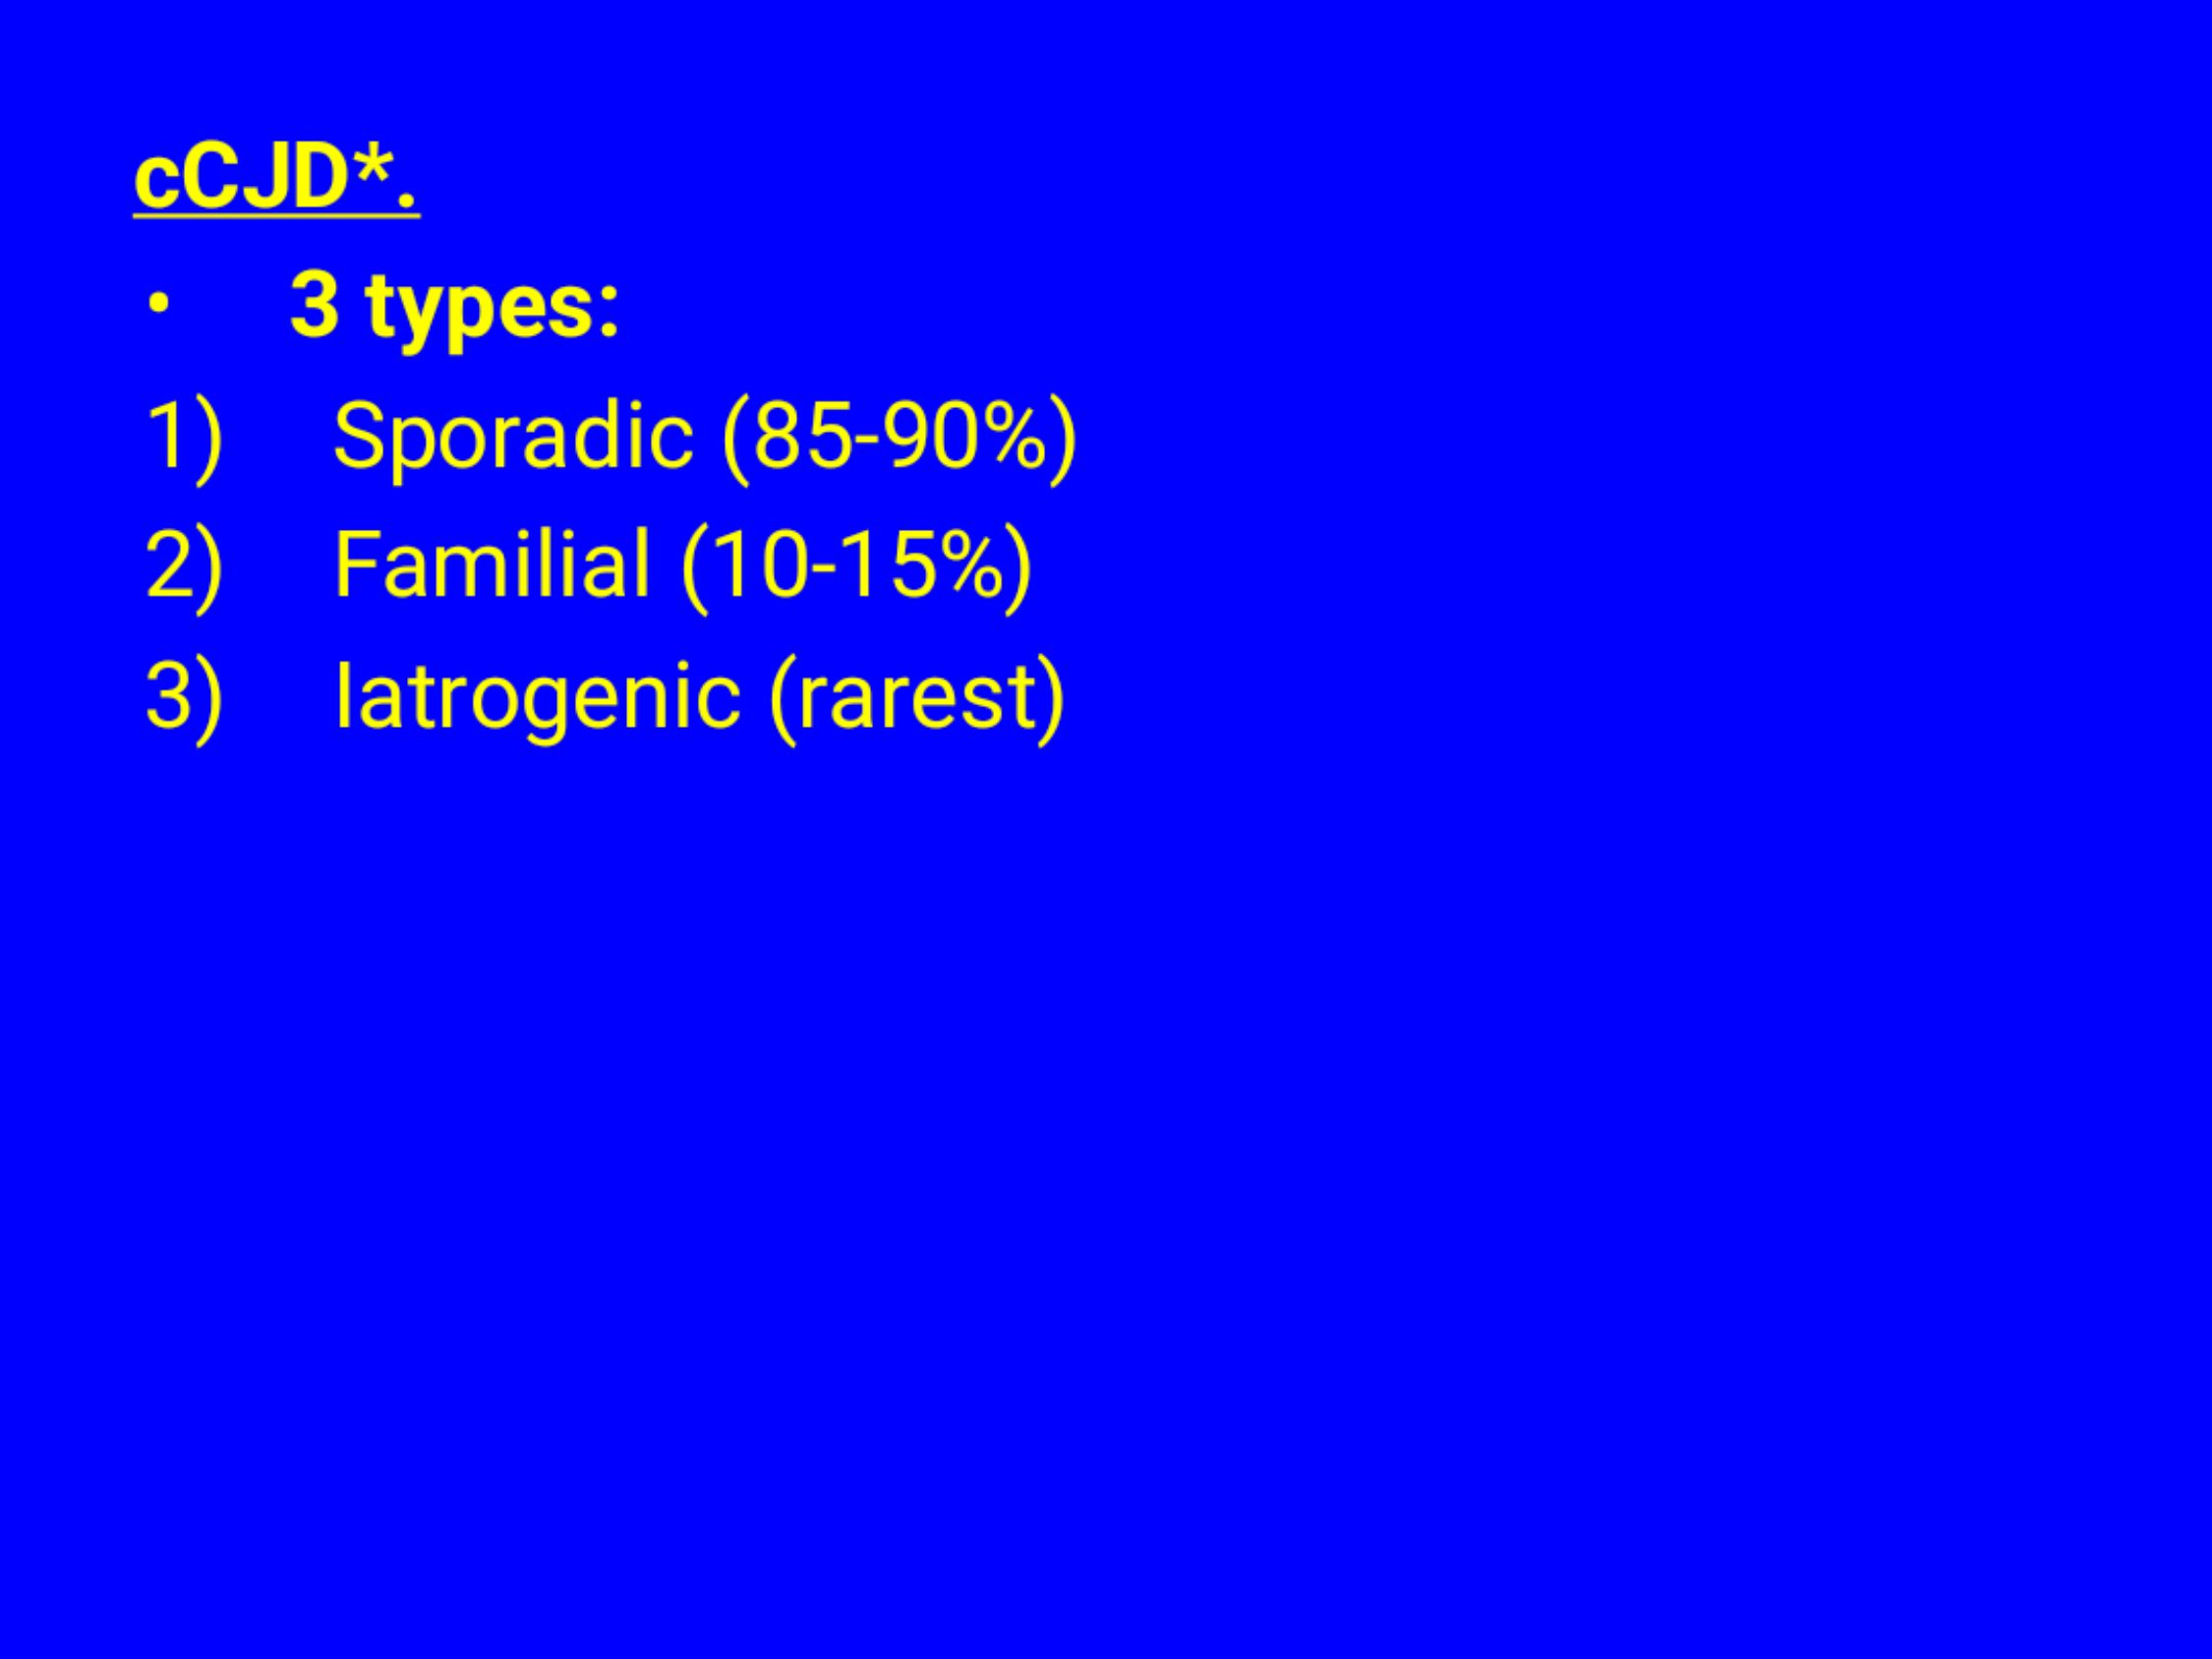 cCJD*.
• 3 types:
1) Sporadic (85-90%)
2) Familial (10-15%)
3) Iatrogenic (rarest)